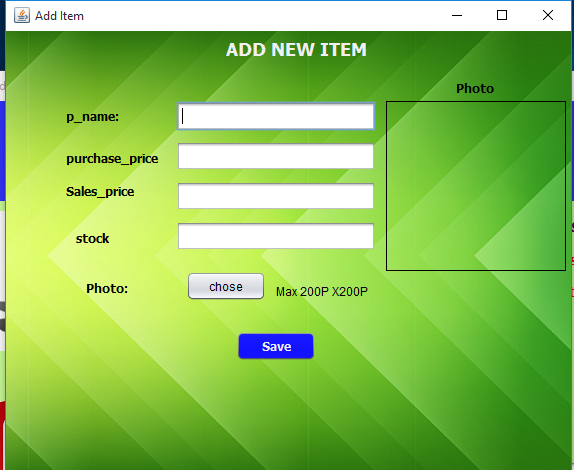 Add Item
ADD NEW ITEM
Photo
p_name:
purchase_price
Sales_price
stock
Photo:
chose
Max 200P X200P
Save